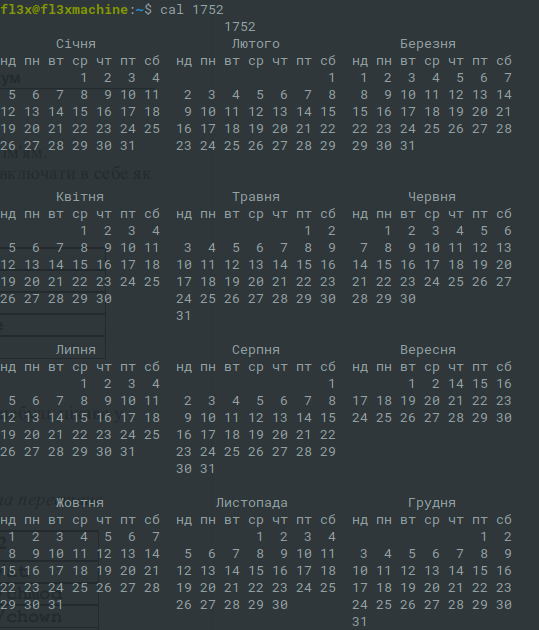 fl3x@fl3xmachine:~$ cal 1752
1752
Січня Лютого Березня
нд пн вт ср чт пт сб нд пн вт ср чт пт сб нд пн вт ср чт пт сб
1 2 3 4 1 1 2 3 4 5 6 7
5 6 7 8 9 10 11 2 3 4 5 6 7 8 8 9 10 11 12 13 14
12 13 14 15 16 17 18 9 10 11 12 13 14 15 15 16 17 18 19 20 21
19 20 21 22 23 24 25 16 17 18 19 20 21 22 22 23 24 25 26 27 28
26 27 28 29 30 31 23 24 25 26 27 28 29 29 30 31
Квітня Травня Червня
нд пн вт ср чт пт сб нд пн вт ср чт пт сб нд пн вт ср чт пт сб
1 2 3 4 1 2 1 2 3 4 5 6
5 6 7 8 9 10 11 3 4 5 6 7 8 9 7 8 9 10 11 12 13
12 13 14 15 16 17 18 10 11 12 13 14 15 16 14 15 16 17 18 19 20
19 20 21 22 23 24 25 17 18 19 20 21 22 23 21 22 23 24 25 26 27
26 27 28 29 30 24 25 26 27 28 29 30 28 29 30
31
Липня Серпня Вересня
нд пн вт ср чт пт сб нд пн вт ср чт пт сб нд пн вт ср чт пт сб
1 2 3 4 1 1 2 14 15 16
5 6 7 8 9 10 11 2 3 4 5 6 7 8 17 18 19 20 21 22 23
12 13 14 15 16 17 18 9 10 11 12 13 14 15 24 25 26 27 28 29 30
19 20 21 22 23 24 25 16 17 18 19 20 21 22
26 27 28 29 30 31 23 24 25 26 27 28 29
30 31
Жовтня Листопада Грудня
нд пн вт ср чт пт сб нд пн вт ср чт пт сб нд пн вт ср чт пт сб
1 2 3 4 5 6 7 1 2 3 4 1 2
8 9 10 11 12 13 14 5 6 7 8 9 10 11 3 4 5 6 7 8 9
15 16 17 18 19 20 21 12 13 14 15 16 17 18 10 11 12 13 14 15 16
22 23 24 25 26 27 28 19 20 21 22 23 24 25 17 18 19 20 21 22 23
29 30 31 26 27 28 29 30 24 25 26 27 28 29 30
31